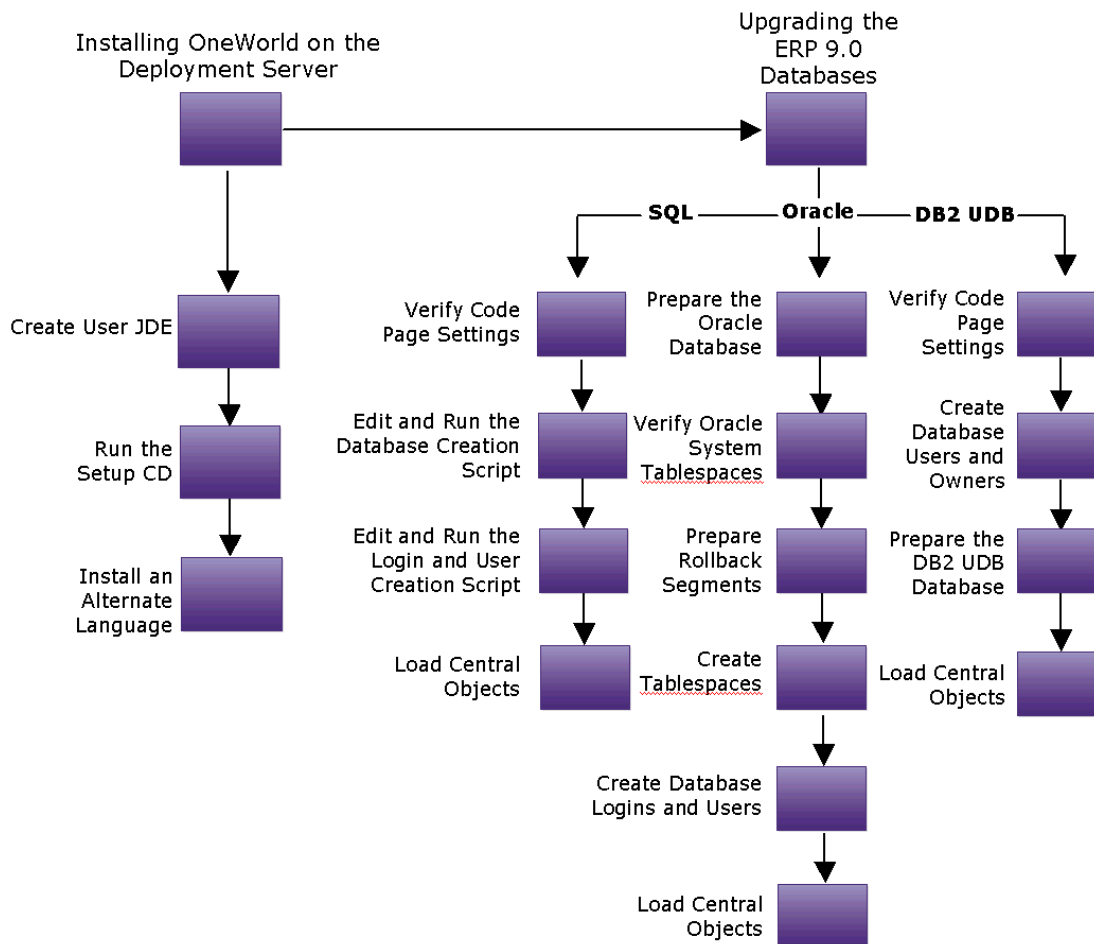 Installing OneWorld on the
Deployment Server
Upgrading the
ERP 9.0
Databases
SQL
Oracle
DB2 UDB
Create User JDE
Run the
Setup CD
Install an
Alternate
Language
Verify Code
Page Settings
Edit and Run the
Database Creation
Script
Edit and Run the
Login and User
Creation Script
Load Central
Objects
Prepare the
Oracle
Database
Verify Oracle
System
Tablespaces
Prepare
Rollback
Segments
Create
Tablespaces
Create Database
Logins and Users
Load Central
Objects
Verify Code
Page
Settings
Create
Database
Users and
Owners
Prepare the
DB2 UDB
Database
Load Central
Objects